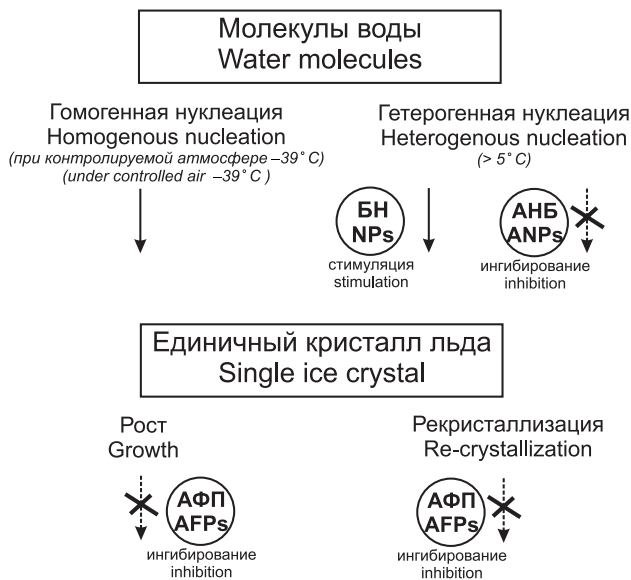 Молекулы воды
Water molecules
Гомогенная нуклеация
Homogenous nucleation
(при контролируемой атмосфере –39˚ C)
(under controlled air –39˚ C )
Гетерогенная нуклеация
Heterogenous nucleation
(> 5˚ C)
БН
NPs
стимуляция
stimulation
АНБ
ANPs
ингибирование
inhibition
Единичный кристалл льда
Single ice crystal
Рост
Growth
АФП
AFPs
ингибирование
inhibition
Рекристаллизация
Re-crystallization
АФП
AFPs
ингибирование
inhibition